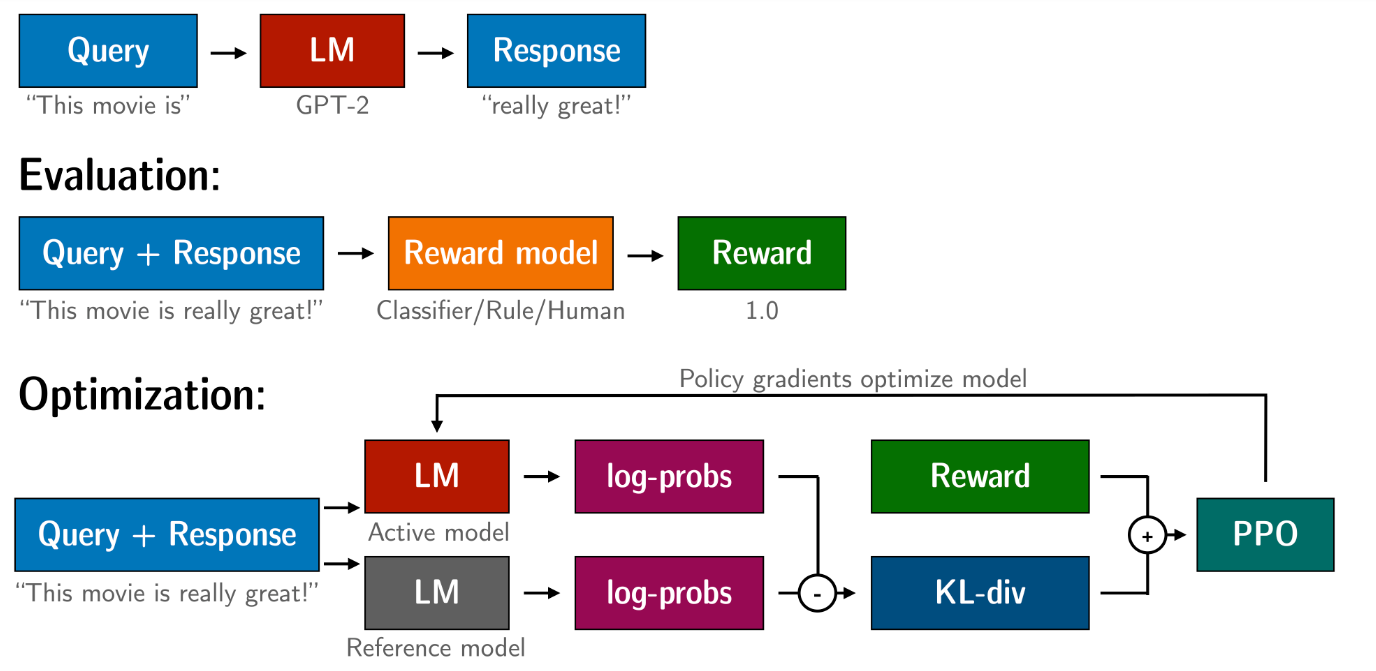 Query
LM
Response
“This movie is”
GPT-2
“really great!”
Evaluation:
Query + Response
Reward model
Reward
“This movie is really great!”
Classifier/Rule/Human
1.0
Optimization:
Policy gradients optimize model
LM
log-probs
Reward
Active model
Query + Response
“This movie is really great!”
+
PPO
LM
log-probs
-
KL-div
Reference model